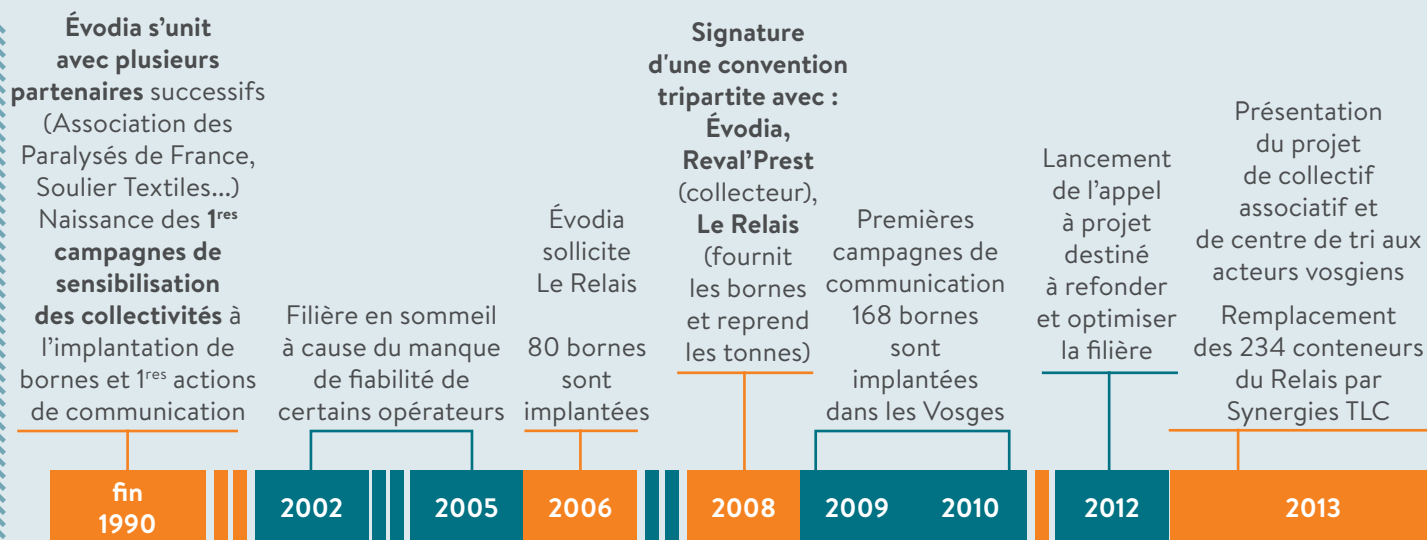 Évodia s’unit
avec plusieurs
partenaires successifs
(Association des
Paralysés de France,
Soulier Textiles...)
Naissance des 1res
campagnes de
sensibilisation
des collectivités à
l’implantation de
bornes et 1res actions
de communication
Filière en sommeil
à cause du manque
de fiabilité de
certains opérateurs
Évodia
sollicite
Le Relais
80 bornes
sont
implantées
Signature
d'une convention
tripartite avec :
Évodia,
Reval’Prest
(collecteur),
Le Relais
(fournit
les bornes
et reprend
les tonnes)
Premières
campagnes de
communication
168 bornes
sont
implantées
dans les Vosges
Lancement
de l’appel
à projet
destiné
à refonder
et optimiser
la filière
Présentation
du projet
de collectif
associatif et
de centre de tri aux
acteurs vosgiens
Remplacement
des 234 conteneurs
du Relais par
Synergies TLC
fin
1990
2002
2005
2006
2008
2009
2010
2012
2013